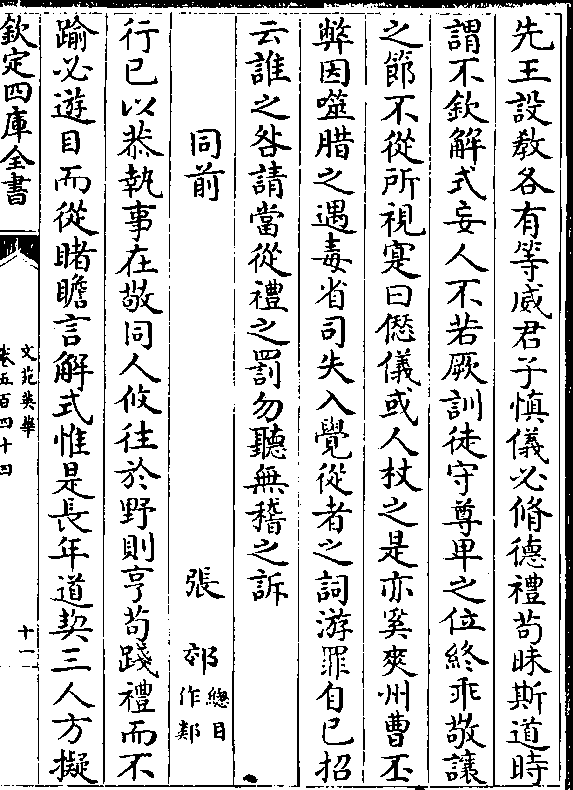 先王設教各有等威君子慎儀必脩德禮苟昧斯道時
謂不欽解式妄人不若厥訓徒守尊卑之位終乖敬讓
之節不從所視寔曰愆儀或人杖之是亦奚爽州曹丕
弊因噬腊之遇毒省司失入覺從者之詞游罪自已招
云誰之咎請當從禮之罰勿聽無稽之訴
同前 張邠總目作鄰
行已以恭執事在敬同人攸往於野則亨苟踐禮而不
踰必遊目而從睹瞻言解式惟是長年道契三人方擬
欽定四庫全書
文苑英華
卷五百四十四
十一